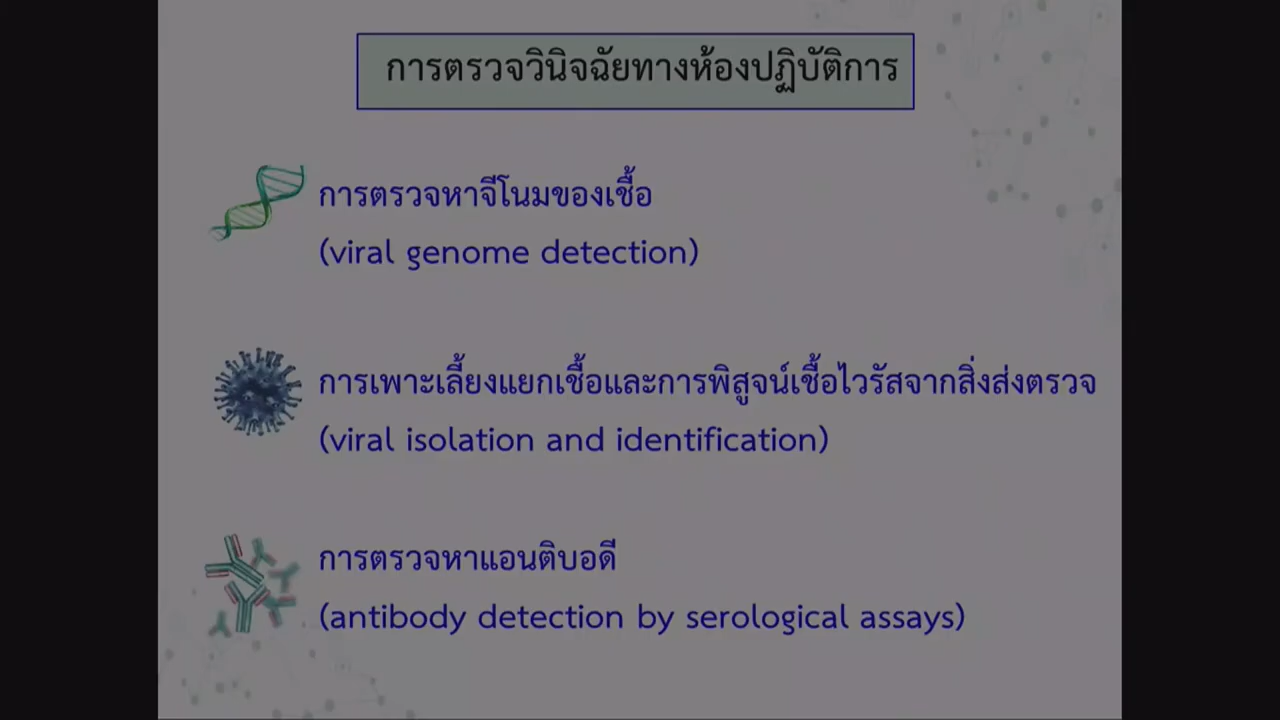 การตรวจวินิจฉัยทางห้องปฏิบัติการ
การตรวจหาจีโนมของเชื้อ
(viral genome detection)
การเพาะเลี้ยงแยกเชื้อและการพิสูจน์เชื้อไวรัสจากสิ่งส่งตรวจ
(viral isolation and identification)
การตรวจหาแอนติบอดี
(antibody detection by serological assays)